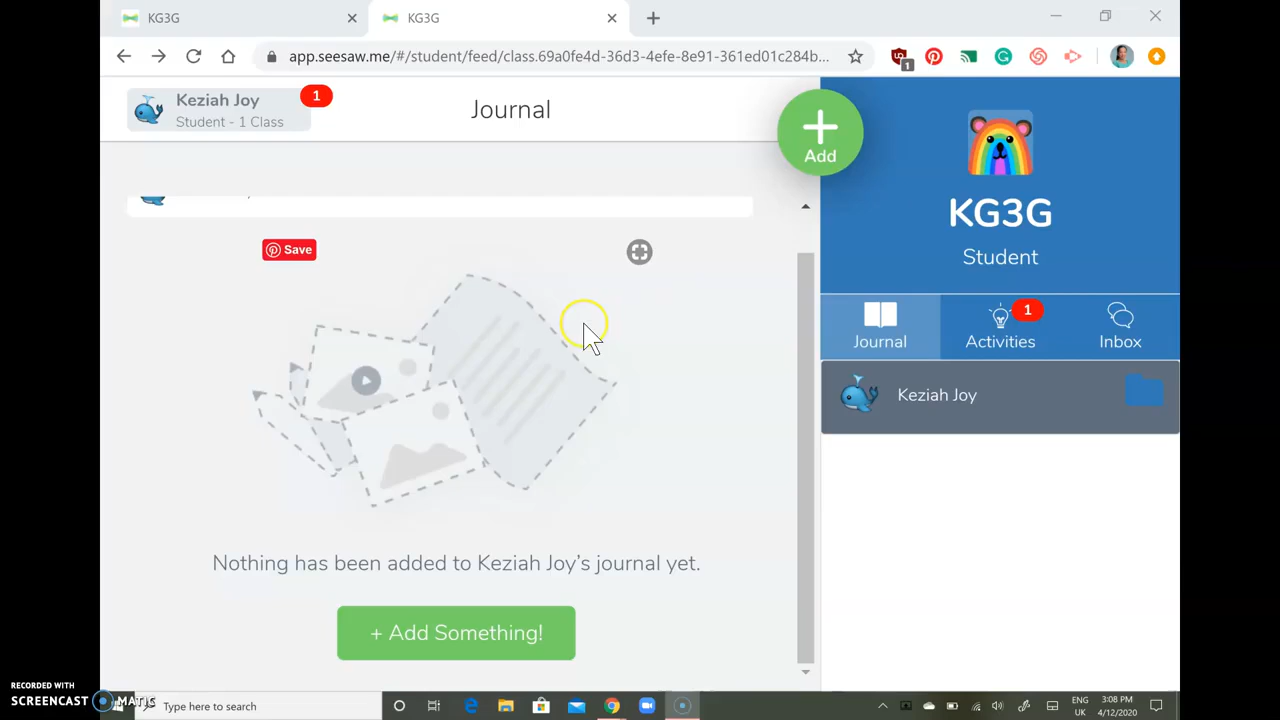 KG3G
KG3G
app.seesaw.me/#/student/feed/class.69a0fe4d-36d3-4efe-8e91-361ed01c284b...
1
Keziah Joy
Student - 1 Class
1
Journal
Add
KG3G
Student
Save
Journal
Activities
1
Inbox
Keziah Joy
Nothing has been added to Keziah Joy’s journal yet.
+ Add Something!
RECORDED WITH
SCREENCAST MATIC
Type here to search
ENG
UK
3:08 PM
4/12/2020